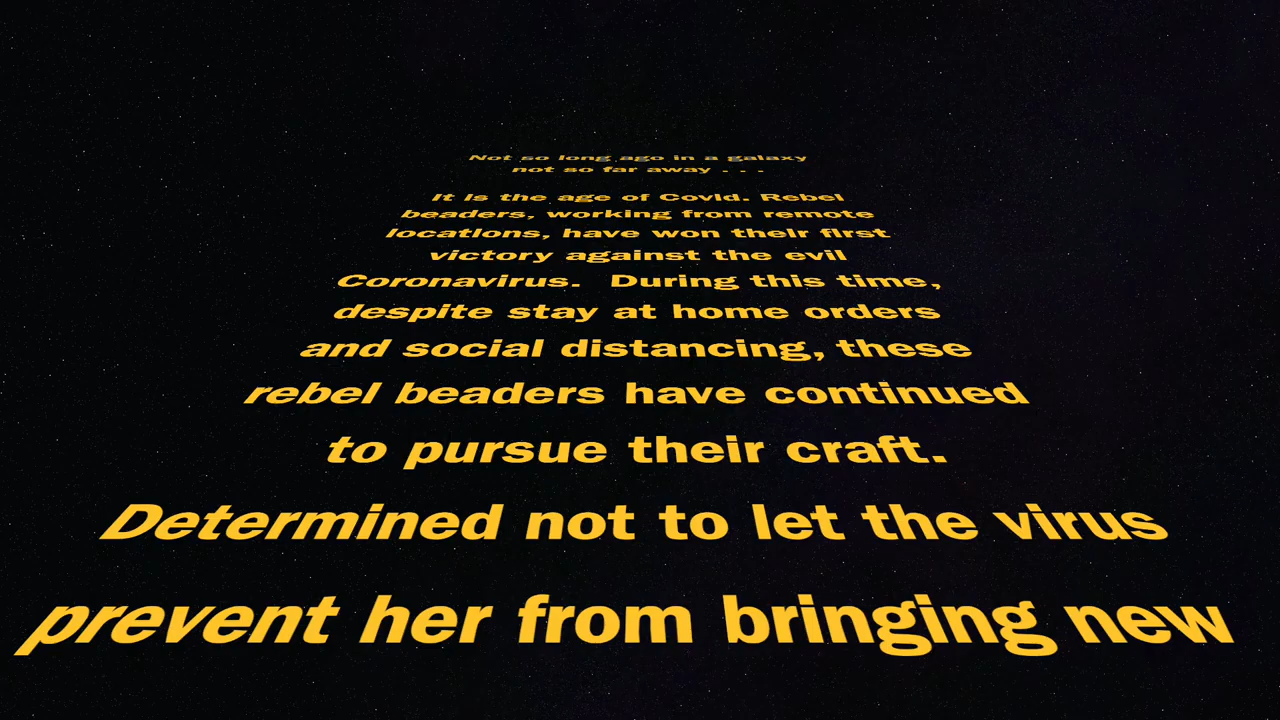 Not so long ago in a galaxy
not so far away . . .
It is the age of Covid. Rebel
beaders, working from remote
locations, have won their first
victory against the evil
Coronavirus.  During this time,
despite stay at home orders
and social distancing, these
rebel beaders have continued
to pursue their craft.
Determined not to let the virus
prevent her from bringing new